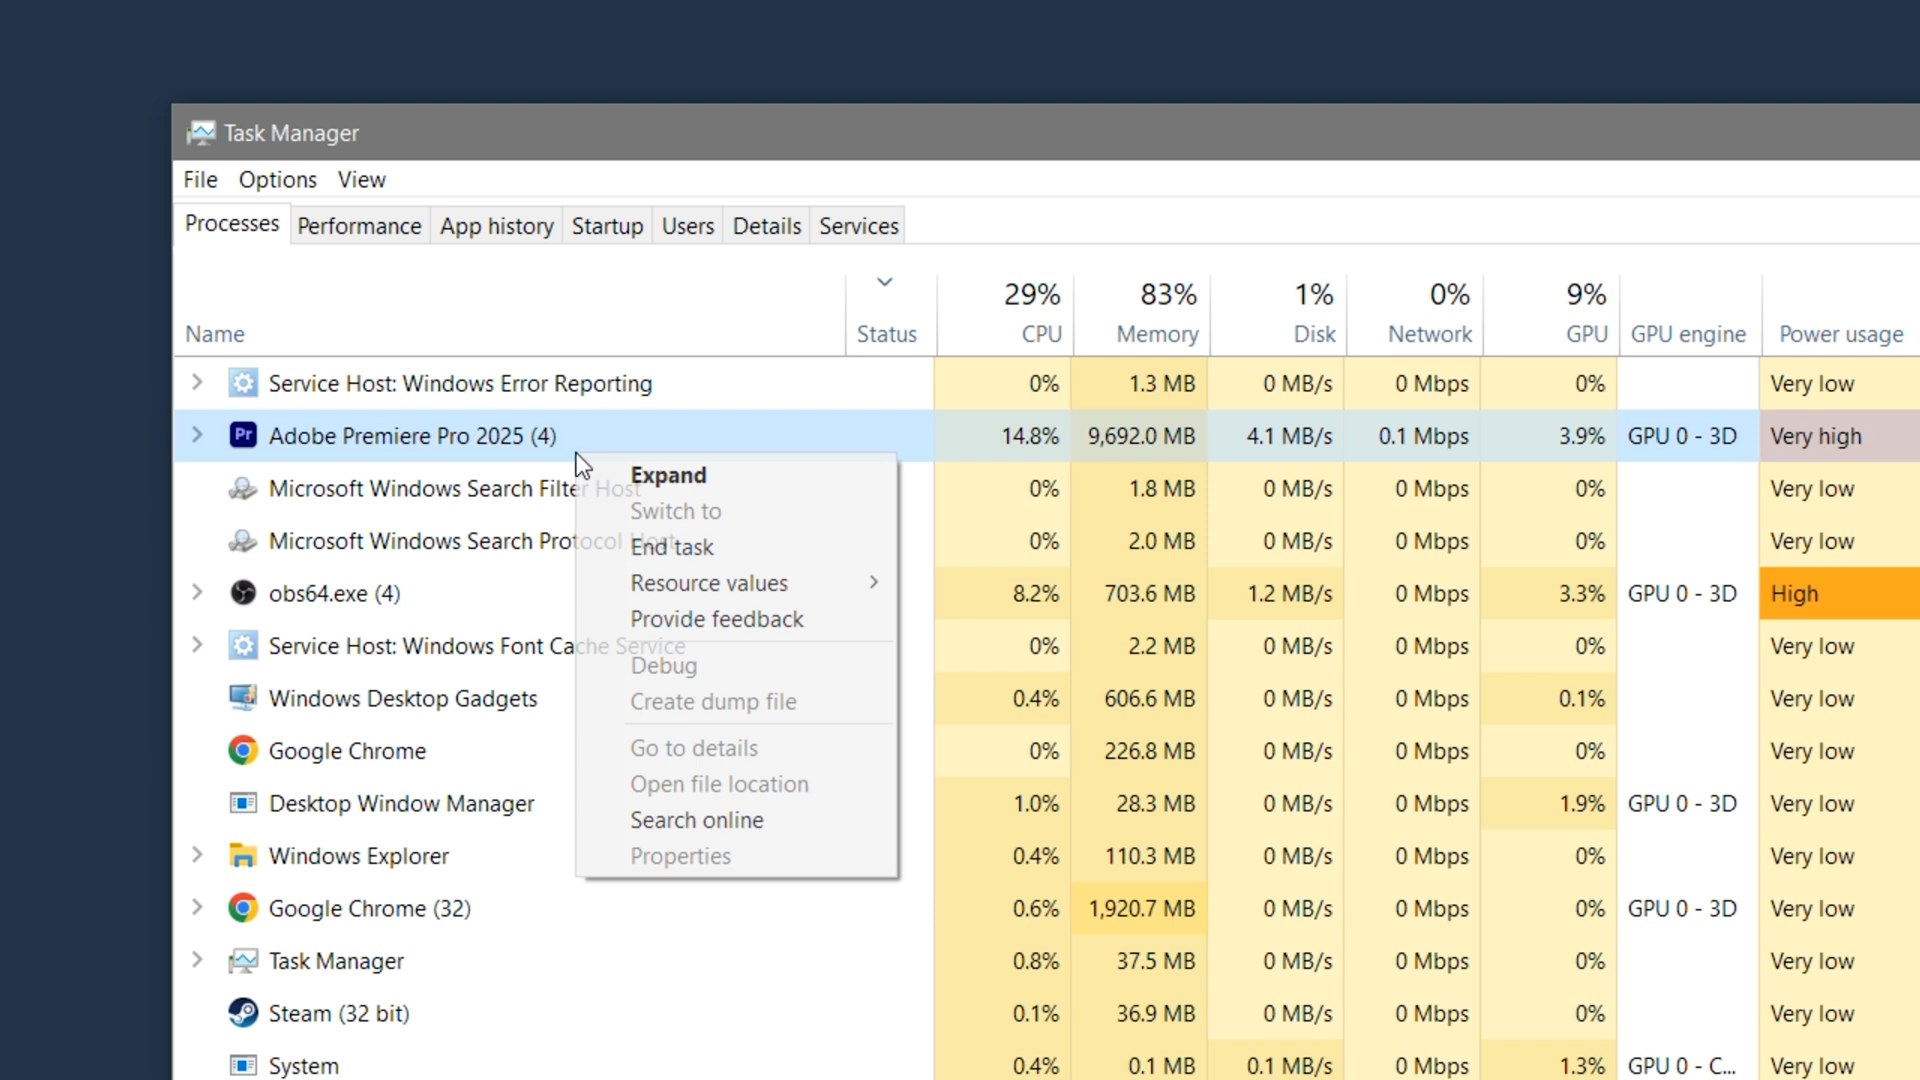 Task Manager
File Options View
Processes Performance App history Startup Users Details Services
29% 83% 1% 0% 9%
Name Status CPU Memory Disk Network GPU GPU engine Power usage
Service Host: Windows Error Reporting 0% 1.3 MB 0 MB/s 0 Mbps 0% Very low
Pr Adobe Premiere Pro 2025 (4) 14.8% 9,692.0 MB 4.1 MB/s 0.1 Mbps 3.9% GPU 0 - 3D Very high
Microsoft Windows Search Filter Host 0% 1.8 MB 0 MB/s 0 Mbps 0% Very low
Microsoft Windows Search Protocol Host 0% 2.0 MB 0 MB/s 0 Mbps 0% Very low
obs64.exe (4) 8.2% 703.6 MB 1.2 MB/s 0 Mbps 3.3% GPU 0 - 3D High
Service Host: Windows Font Cache Service 0% 2.2 MB 0 MB/s 0 Mbps 0% Very low
Windows Desktop Gadgets 0.4% 606.6 MB 0 MB/s 0 Mbps 0.1% Very low
Google Chrome 0% 226.8 MB 0 MB/s 0 Mbps 0% Very low
Desktop Window Manager 1.0% 28.3 MB 0 MB/s 0 Mbps 1.9% GPU 0 - 3D Very low
Windows Explorer 0.4% 110.3 MB 0 MB/s 0 Mbps 0% Very low
Google Chrome (32) 0.6% 1,920.7 MB 0 MB/s 0 Mbps 0% GPU 0 - 3D Very low
Task Manager 0.8% 37.5 MB 0 MB/s 0 Mbps 0% Very low
Steam (32 bit) 0.1% 36.9 MB 0 MB/s 0 Mbps 0% Very low
System 0.4% 0.1 MB 0.1 MB/s 0 Mbps 1.3% GPU 0 - C... Very low
Expand
Switch to
End task
Resource values
Provide feedback
Debug
Create dump file
Go to details
Open file location
Search online
Properties